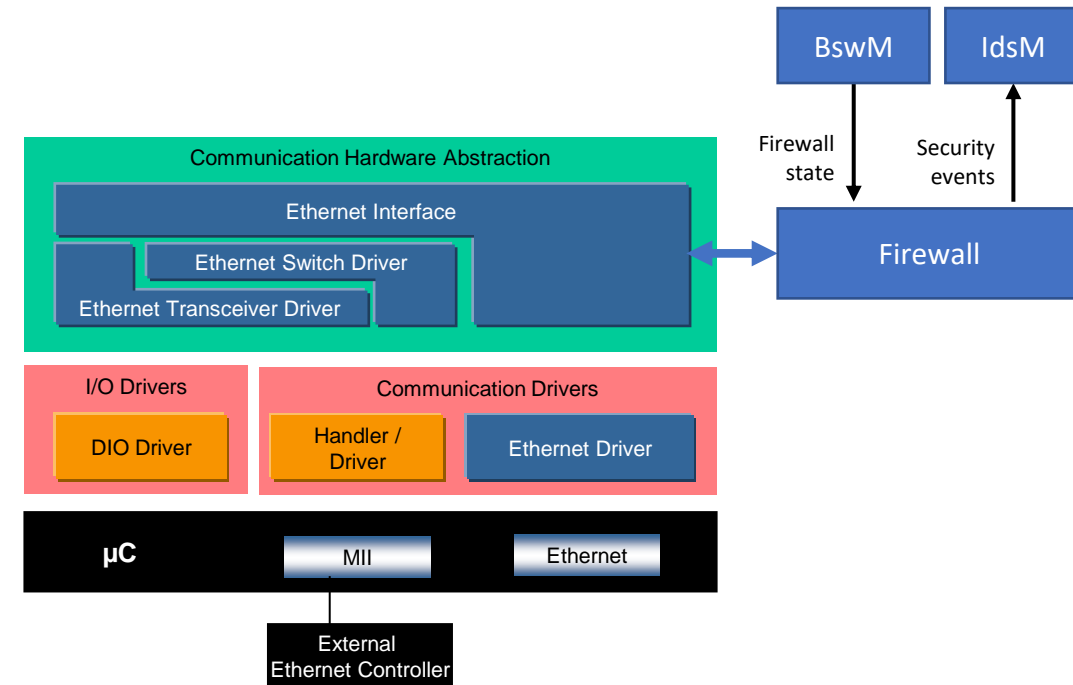 BswM
IdsM
Firewall
state
Security
events
Firewall
Communication Hardware Abstraction
Ethernet Interface
Ethernet Switch Driver
Ethernet Transceiver Driver
I/O Drivers
Communication Drivers
DIO Driver
Handler /
Driver
Ethernet Driver
µC
MII
Ethernet
External
Ethernet Controller